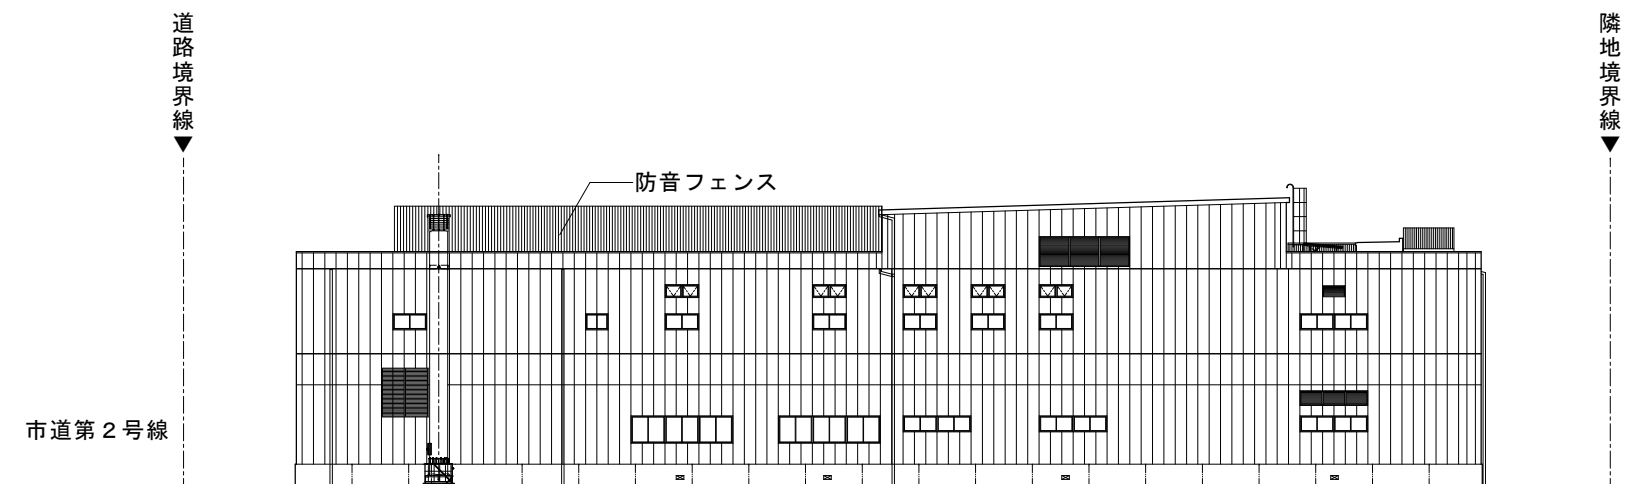 道路境界線
隣地境界線
防音フェンス
市道第２号線